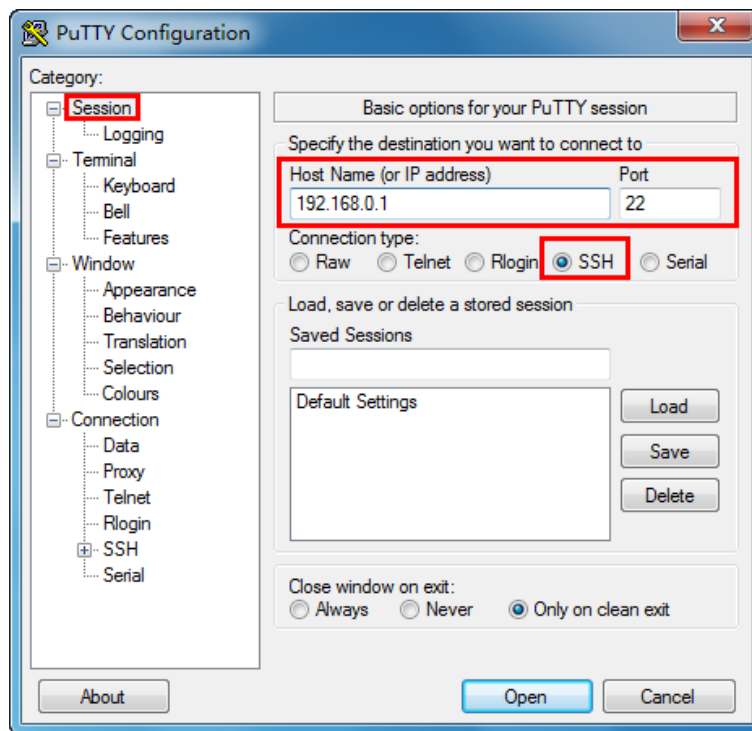 PuTTY Configuration
Category:
Session
Logging
Terminal
Keyboard
Bell
Features
Window
Appearance
Behaviour
Translation
Selection
Colours
Connection
Data
Proxy
Telnet
Rlogin
SSH
Serial
Basic options for your PuTTY session
Specify the destination you want to connect to
Host Name (or IP address) Port
192.168.0.1 22
Connection type:
Raw Telnet Rlogin SSH Serial
Load, save or delete a stored session
Saved Sessions
Default Settings
Load
Save
Delete
Close window on exit:
Always Never Only on clean exit
About Open Cancel